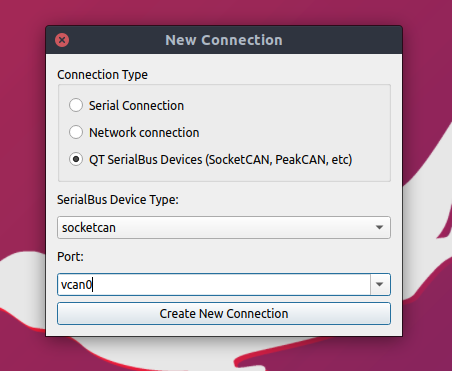 New Connection
Connection Type
Serial Connection
Network connection
QT SerialBus Devices (SocketCAN, PeakCAN, etc)
SerialBus Device Type:
socketcan
Port:
vcan0
Create New Connection